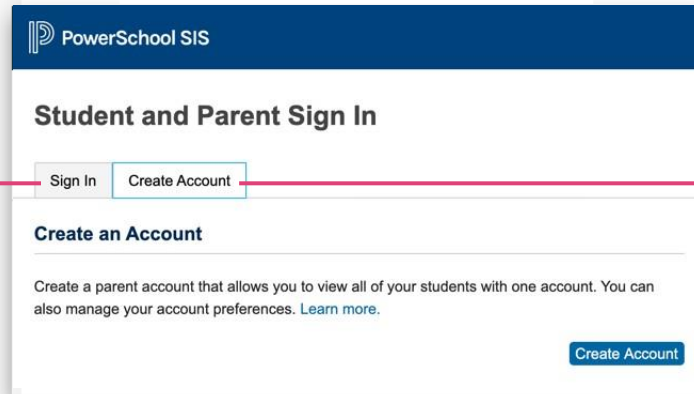 PowerSchool SIS
Student and Parent Sign In
Sign In
Create Account
Create an Account
Create a parent account that allows you to view all of your students with one account. You can
also manage your account preferences. Learn more.
Create Account